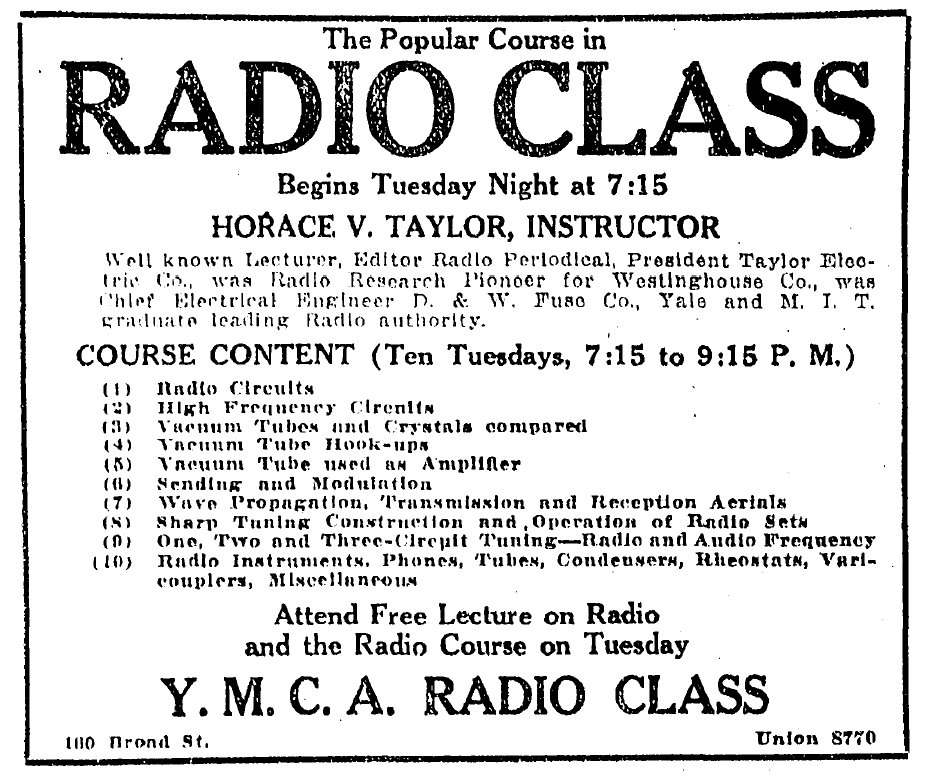 The Popular Course in
RADIO CLASS
Begins Tuesday Night at 7:15
HORACE V. TAYLOR, INSTRUCTOR
Well known Lecturer, Editor Radio Periodical, President Taylor Elec-
tric Co., was Radio Research Pioneer for Westinghouse Co., was
Chief Electrical Engineer D. & W. Fuse Co., Yale and M. I. T.
graduate leading Radio authority.
COURSE CONTENT (Ten Tuesdays, 7:15 to 9:15 P. M.)
(1) Radio Circuits
(2) High Frequency Circuits
(3) Vacuum Tubes and Crystals compared
(4) Vacuum Tube Hook-ups
(5) Vacuum Tube used as Amplifier
(6) Sending and Modulation
(7) Wave Propagation, Transmission and Reception Aerials
(8) Sharp Tuning Construction and Operation of Radio Sets
(9) One, Two and Three-Circuit Tuning—Radio and Audio Frequency
(10) Radio Instruments, Phones, Tubes, Condensers, Rheostats, Vari-
couplers, Miscellaneous
Attend Free Lecture on Radio
and the Radio Course on Tuesday
Y. M. C. A. RADIO CLASS
160 Broad St.
Union 8770